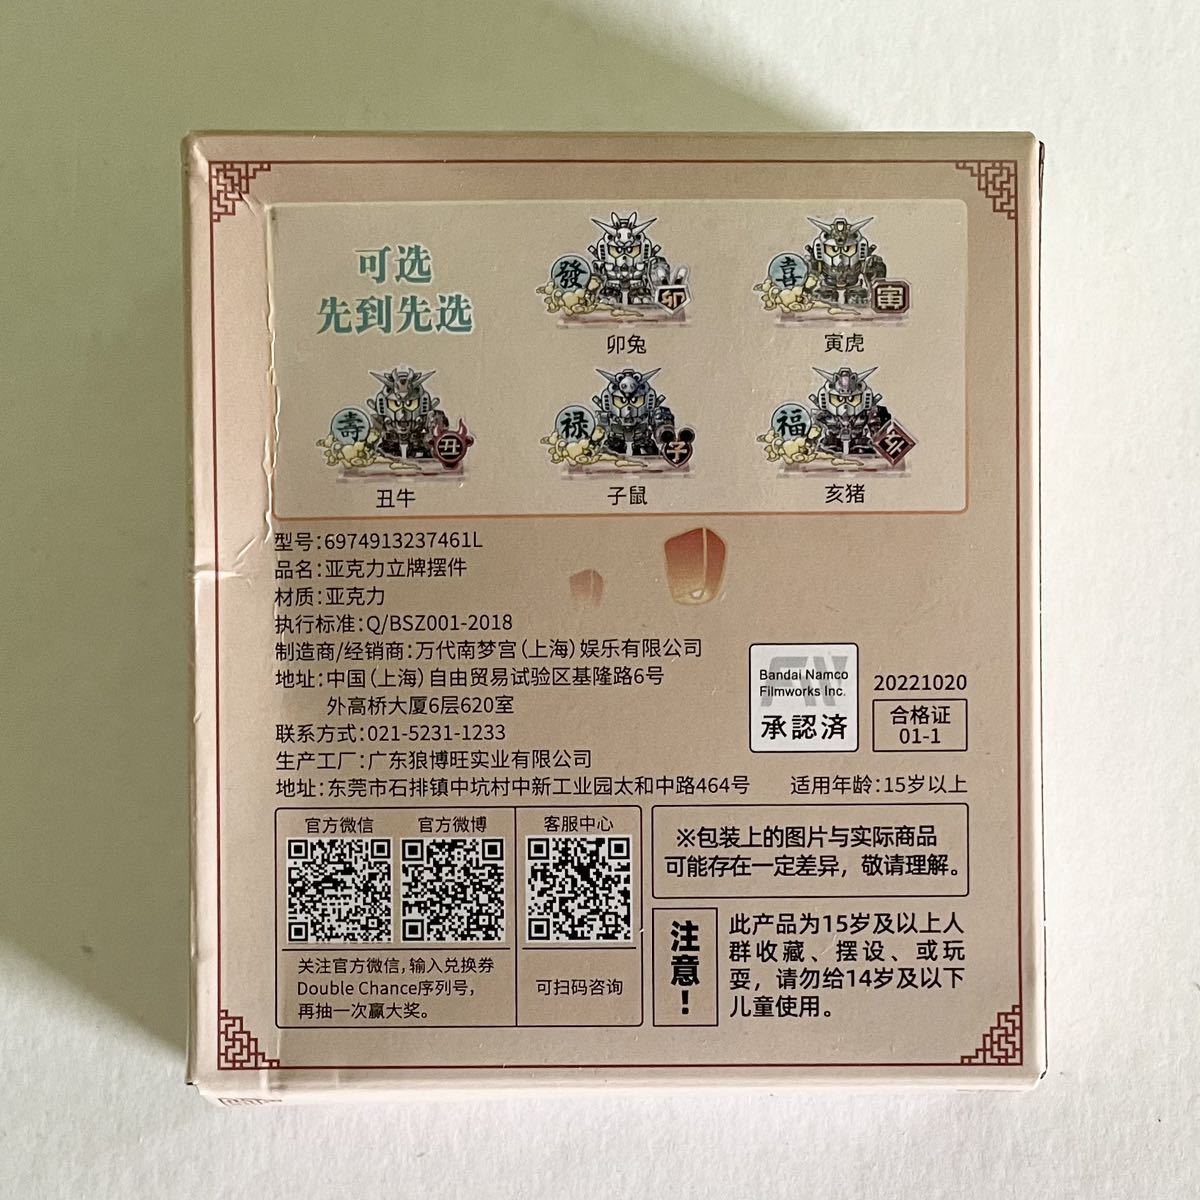 可选
先到先选
發
卯
卯兔
喜
寅
寅虎
壽
丑
丑牛
禄
子
子鼠
福
亥
亥猪
型号:6974913237461L
品名:亚克力立牌摆件
材质:亚克力
执行标准:Q/BSZ001-2018
制造商/经销商:万代南梦宫(上海)娱乐有限公司
地址:中国(上海)自由贸易试验区基隆路6号
外高桥大厦6层620室
联系方式:021-5231-1233
生产工厂:广东狼博旺实业有限公司
地址:东莞市石排镇中坑村中新工业园太和中路464号
适用年龄:15岁以上
Bandai Namco
Filmworks Inc.
承認済
20221020
合格证
01-1
官方微信
官方微博
客服中心
关注官方微信,输入兑换券
Double Chance序列号,
再抽一次赢大奖。
可扫码咨询
※包装上的图片与实际商品
可能存在一定差异，敬请理解。
注意!
此产品为15岁及以上人
群收藏、摆设、或玩
耍，请勿给14岁及以下
儿童使用。